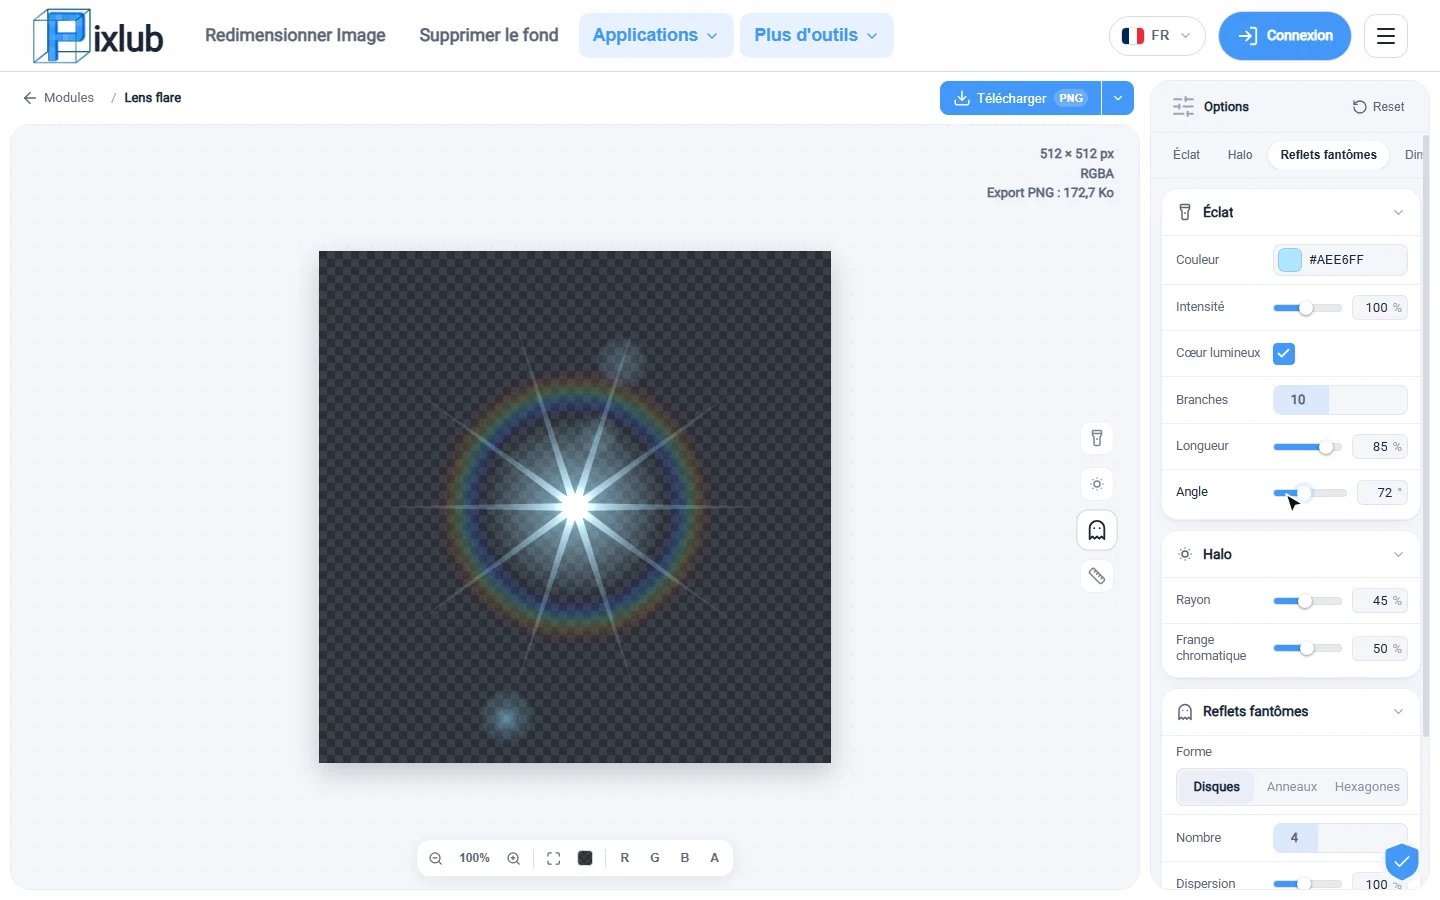 Pixlub
Redimensionner Image
Supprimer le fond
Applications
Plus d'outils
FR
Connexion
Modules / Lens flare
Télécharger PNG
512 × 512 px
RGBA
Export PNG : 172,7 Ko
100%
R G B A
Options
Reset
Éclat
Halo
Reflets fantômes
Éclat
Couleur #AEE6FF
Intensité 100 %
Cœur lumineux
Branches 10
Longueur 85 %
Angle 72 °
Halo
Rayon 45 %
Frange
chromatique 50 %
Reflets fantômes
Forme
Disques Anneaux Hexagones
Nombre 4
Dispersion 100 %